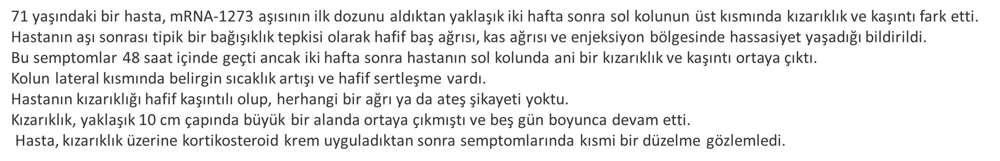 71 yaşındaki bir hasta, mRNA-1273 aşısının ilk dozunu aldıktan yaklaşık iki hafta sonra sol kolunun üst kısmında kızarıklık ve kaşıntı fark etti.
Hastanın aşı sonrası tipik bir bağışıklık tepkisi olarak hafif baş ağrısı, kas ağrısı ve enjeksiyon bölgesinde hassasiyet yaşadığı bildirildi.
Bu semptomlar 48 saat içinde geçti ancak iki hafta sonra hastanın sol kolunda ani bir kızarıklık ve kaşıntı ortaya çıktı.
Kolun lateral kısmında belirgin sıcaklık artışı ve hafif sertleşme vardı.
Hastanın kızarıklığı hafif kaşıntılı olup, herhangi bir ağrı ya da ateş şikayeti yoktu.
Kızarıklık, yaklaşık 10 cm çapında büyük bir alanda ortaya çıkmıştı ve beş gün boyunca devam etti.
Hasta, kızarıklık üzerine kortikosteroid krem uyguladıktan sonra semptomlarında kısmi bir düzelme gözlemledi.